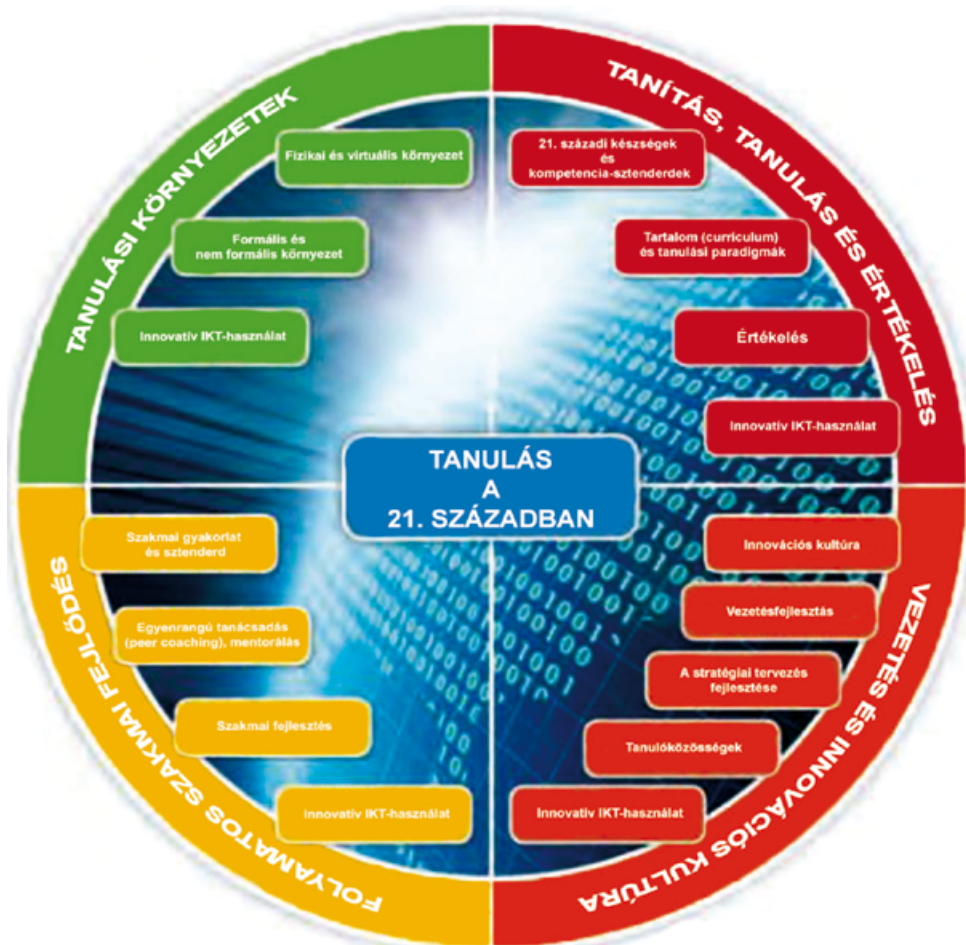 TANULÁSI KÖRNYEZETEK
Fizikai és virtuális környezet
Formális és
nem formális környezet
Innovatív IKT-használat
TANÍTÁS, TANULÁS ÉS ÉRTÉKELÉS
21. századi készségek
és
kompetencia-sztenderdek
Tartalom (curriculum)
és tanulási paradigmák
Értékelés
Innovatív IKT-használat
TANULÁS
A
21. SZÁZADBAN
FOLYAMATOS SZAKMAI FEJLŐDÉS
Szakmai gyakorlat
és sztenderd
Egyenrangú tanácsadás
(peer coaching), mentorálás
Szakmai fejlesztés
Innovatív IKT-használat
VEZETÉS ÉS INNOVÁCIÓS KULTÚRA
Innovációs kultúra
Vezetésfejlesztás
A stratégiai tervezés
fejlesztése
Tanulóközösségek
Innovatív IKT-használat